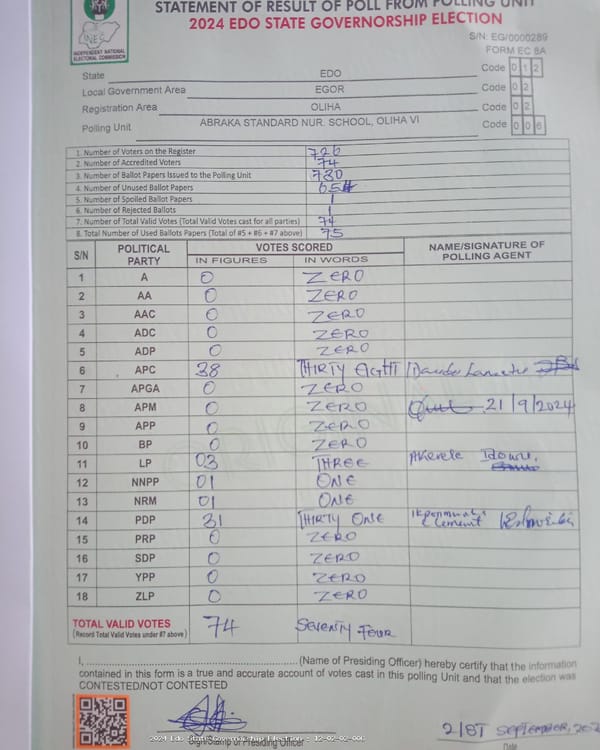 STATEMENT OF RESULT OF POLL FROM POLLING UNIT
2024 EDO STATE GOVERNORSHIP ELECTION
INEC
INDEPENDENT NATIONAL
ELECTORAL COMMISSION
S/N: EG/0000289
FORM EC 8A
State EDO Code 0 1 2
Local Government Area EGOR Code 0 2
Registration Area OLIHA Code 0 2
Polling Unit ABRAKA STANDARD NUR. SCHOOL, OLIHA VI Code 0 0 6
1. Number of Voters on the Register 726
2. Number of Accredited Voters 74
3. Number of Ballot Papers Issued to the Polling Unit 730
4. Number of Unused Ballot Papers
5. Number of Spoiled Ballot Papers 1
6. Number of Rejected Ballots 1
7. Number of Total Valid Votes (Total Valid Votes cast for all parties) 74
8. Total Number of Used Ballots Papers (Total of #5 + #6 + #7 above) 75
S/N POLITICAL PARTY VOTES SCORED NAME/SIGNATURE OF POLLING AGENT
IN FIGURES IN WORDS
1 A 0 ZERO
2 AA 0 ZERO
3 AAC 0 ZERO
4 ADC 0 ZERO
5 ADP 0 ZERO
6 APC 38 THIRTY EIGHT
7 APGA 0 ZERO
8 APM 0 ZERO 21/9/2024
9 APP 0 ZERO
10 BP 0 ZERO
11 LP 03 THREE Akerele Idowu.
12 NNPP 01 ONE
13 NRM 01 ONE
14 PDP 31 THIRTY ONE Clement
15 PRP 0 ZERO
16 SDP 0 ZERO
17 YPP 0 ZERO
18 ZLP 0 ZERO
TOTAL VALID VOTES 74 SEVENTY FOUR
(Record Total Valid Votes under #7 above)
I, (Name of Presiding Officer) hereby certify that the information
contained in this form is a true and accurate account of votes cast in this polling Unit and that the election was
CONTESTED/NOT CONTESTED
21ST SEPTEMBER, 202
2024 Edo State Governorship Election : 12-02-02-006
Sign/Stamp of Presiding Officer
Date